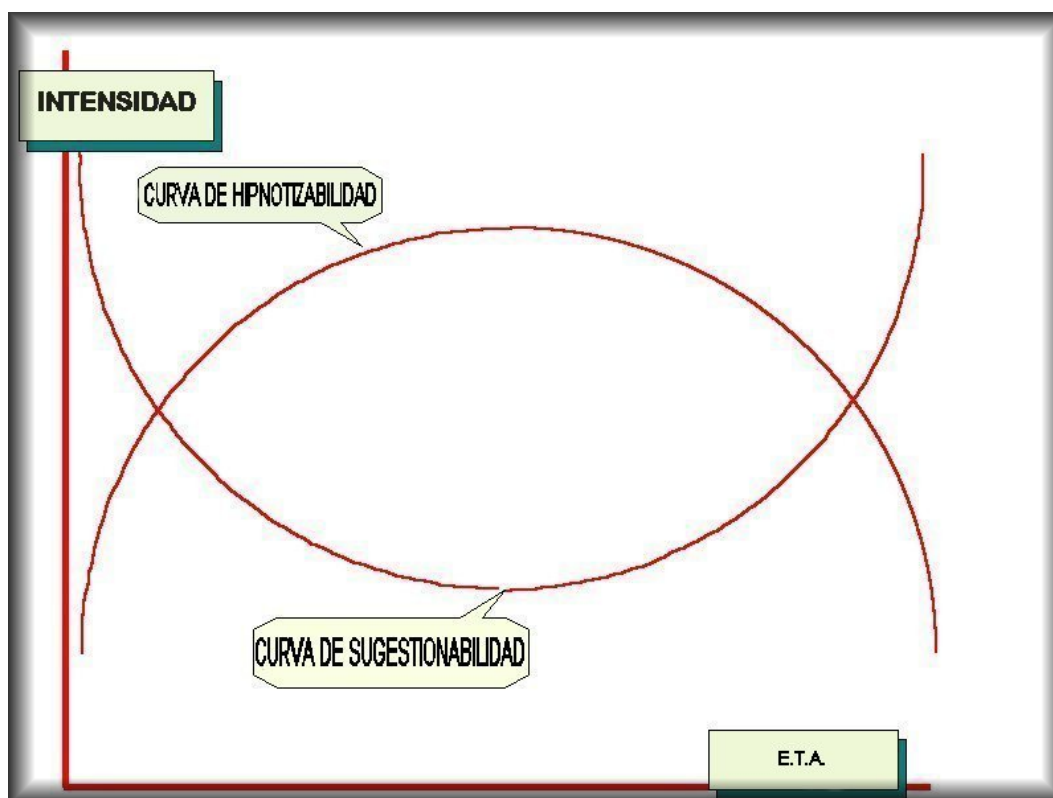 INTENSIDAD
CURVA DE HIPNOTIZABILIDAD
CURVA DE SUGESTIONABILIDAD
E.T.A.